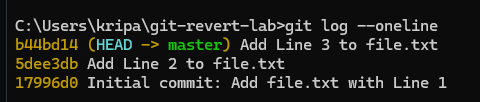 C:\Users\kripa\git-revert-lab>git log --oneline
b44bd14 (HEAD -> master) Add Line 3 to file.txt
5dee3db Add Line 2 to file.txt
17996d0 Initial commit: Add file.txt with Line 1